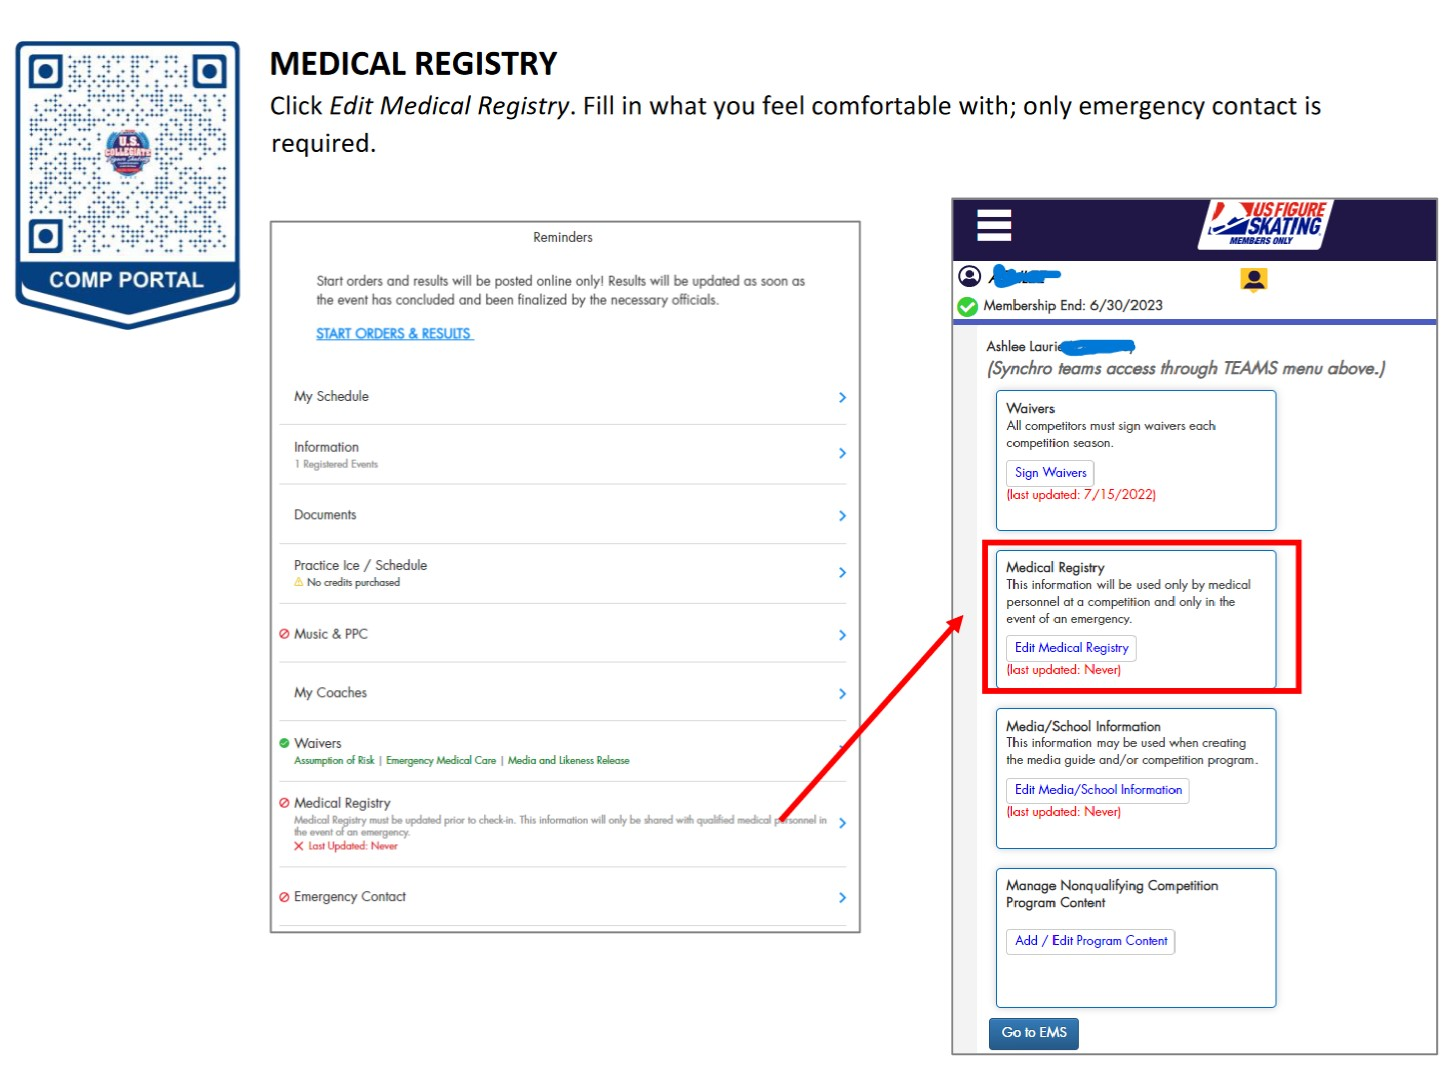 MEDICAL REGISTRY
Click Edit Medical Registry. Fill in what you feel comfortable with; only emergency contact is
required.
U.S.
COLLEGIATE
COMP PORTAL
Reminders
Start orders and results will be posted online only! Results will be updated as soon as
the event has concluded and been finalized by the necessary officials.
START ORDERS & RESULTS
My Schedule
Information
1 Registered Events
Documents
Practice Ice / Schedule
⚠ No credits purchased
Music & PPC
My Coaches
Waivers
Assumption of Risk | Emergency Medical Care | Media and Likeness Release
Medical Registry
Medical Registry must be updated prior to check-in. This information will only be shared with qualified medical personnel in
the event of an emergency.
X Last Updated: Never
Emergency Contact
US FIGURE
SKATING
MEMBERS ONLY
Membership End: 6/30/2023
Ashlee Laurie
(Synchro teams access through TEAMS menu above.)
Waivers
All competitors must sign waivers each
competition season.
Sign Waivers
(last updated: 7/15/2022)
Medical Registry
This information will be used only by medical
personnel at a competition and only in the
event of an emergency.
Edit Medical Registry
(last updated: Never)
Media/School Information
This information may be used when creating
the media guide and/or competition program.
Edit Media/School Information
(last updated: Never)
Manage Nonqualifying Competition
Program Content
Add / Edit Program Content
Go to EMS